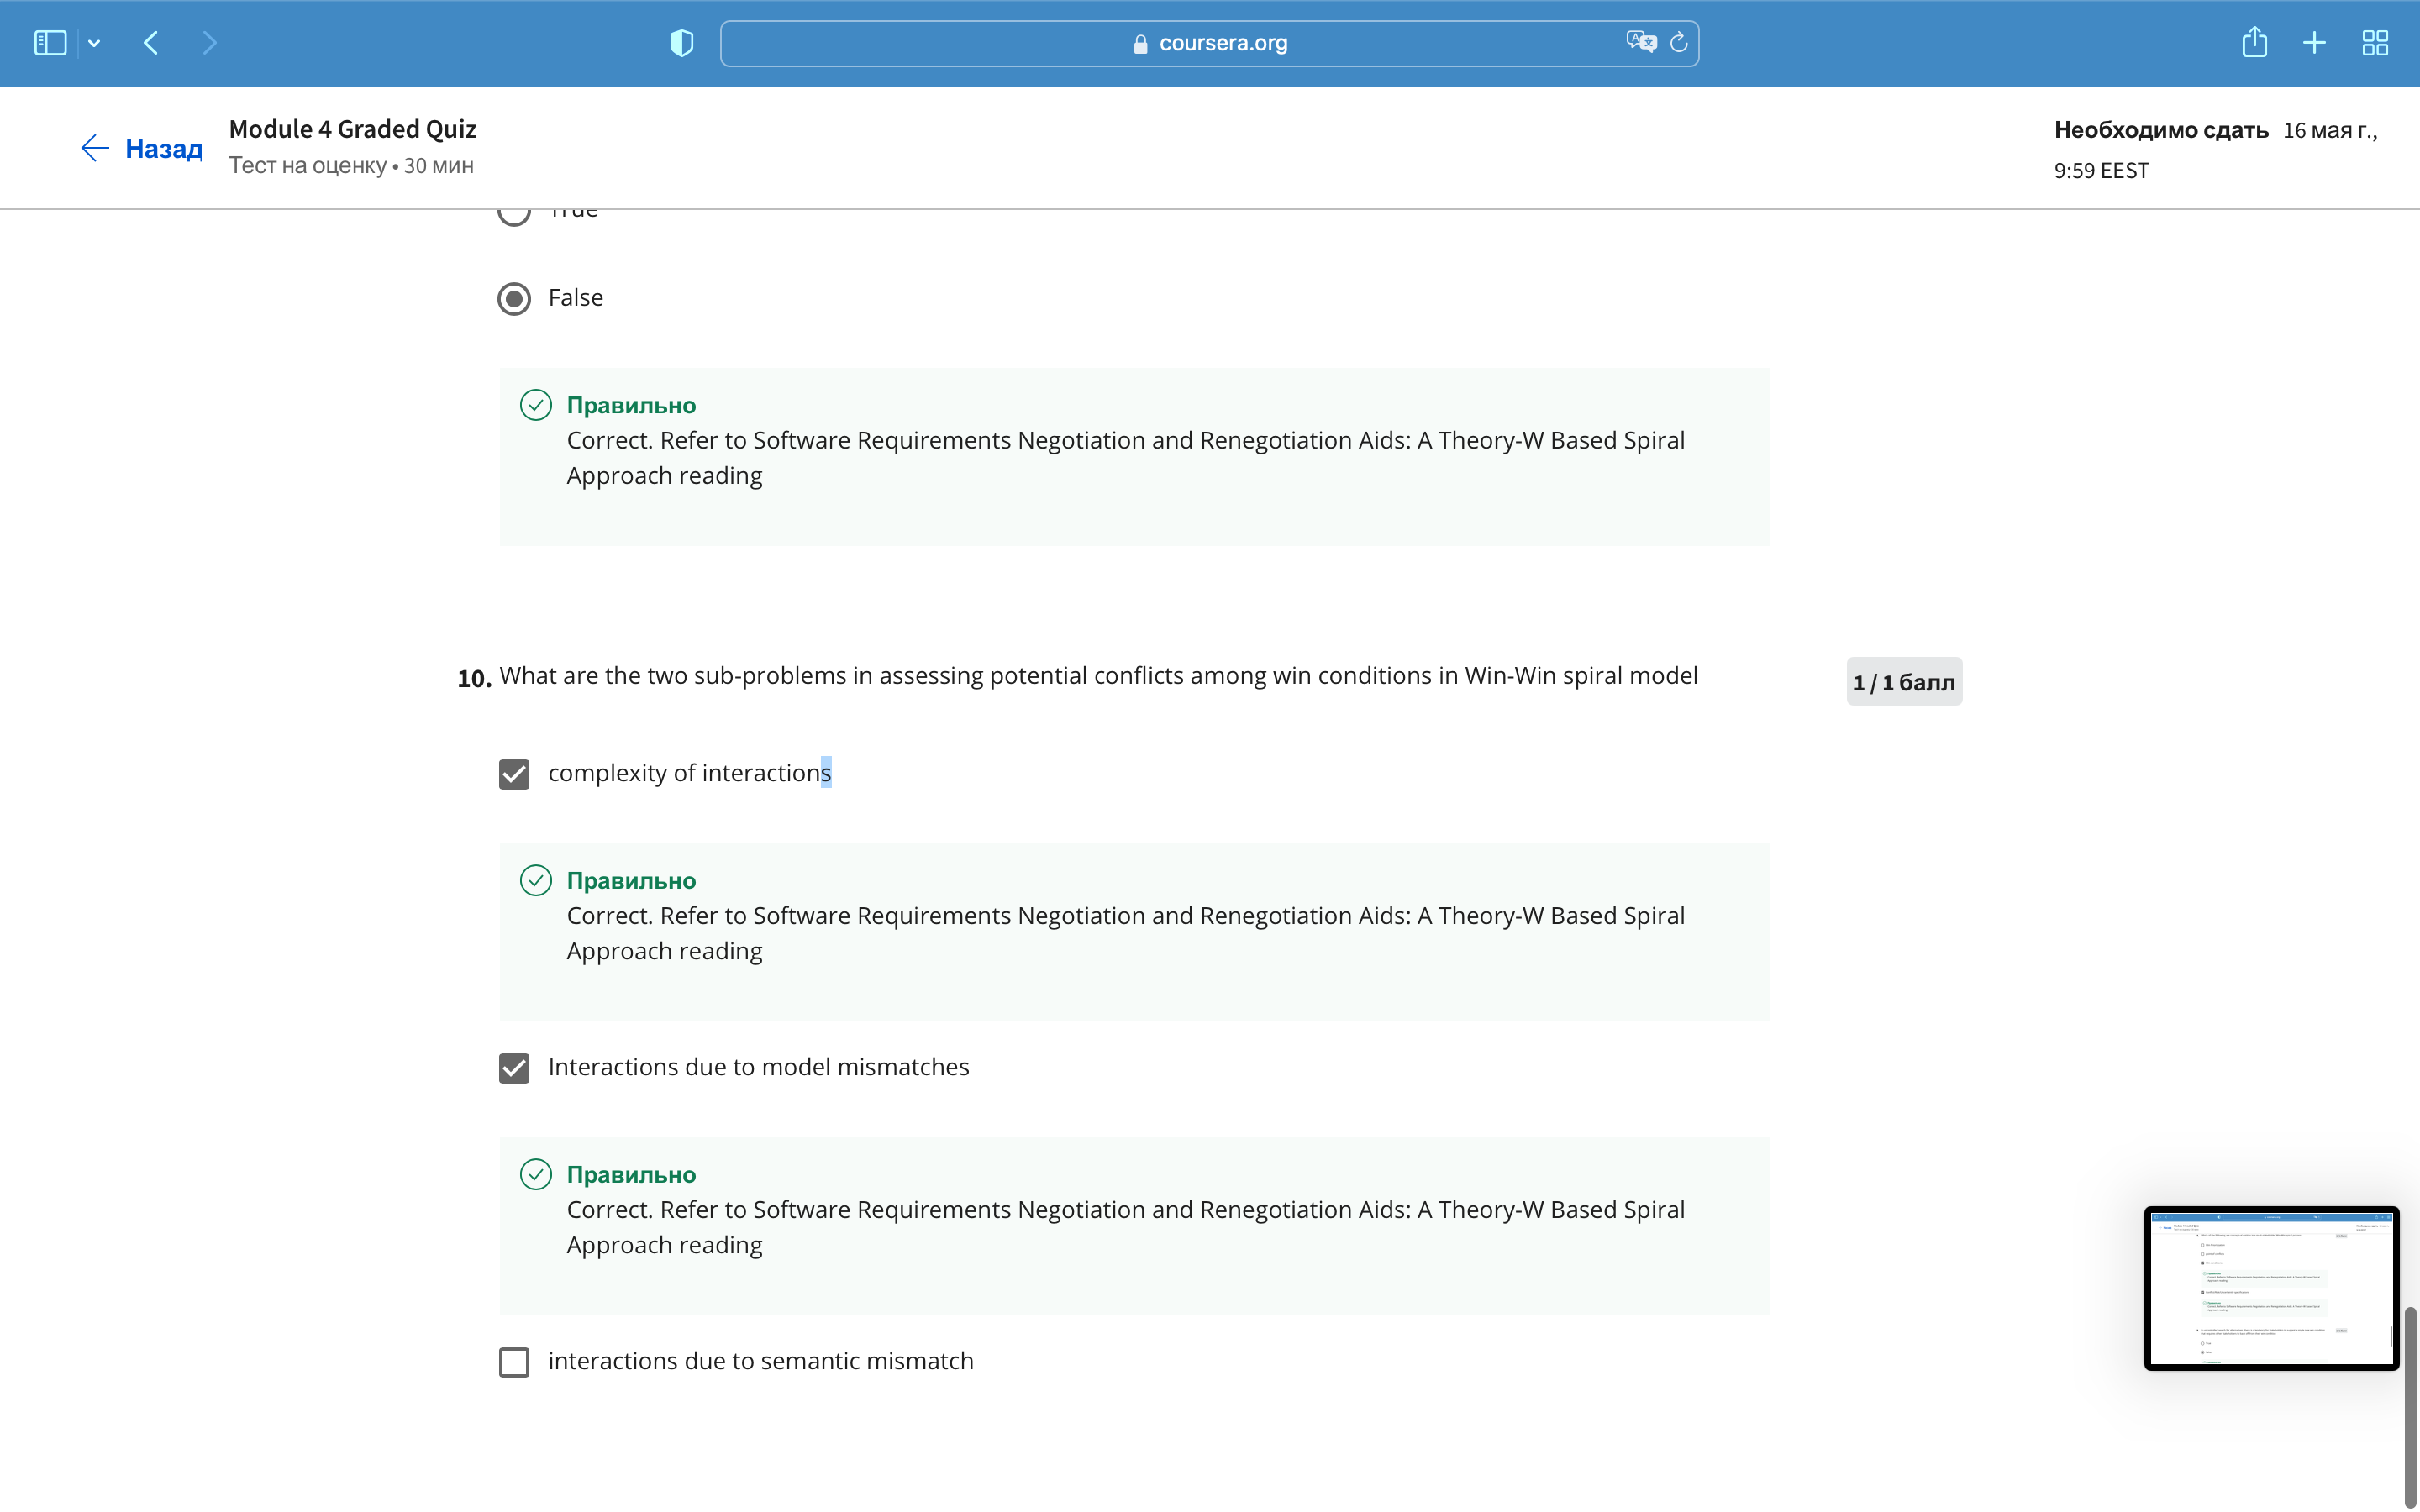 coursera.org
Назад
Module 4 Graded Quiz
Тест на оценку • 30 мин
Необходимо сдать 16 мая г.,
9:59 EEST
True
False
Правильно
Correct. Refer to Software Requirements Negotiation and Renegotiation Aids: A Theory-W Based Spiral
Approach reading
10. What are the two sub-problems in assessing potential conflicts among win conditions in Win-Win spiral model
1 / 1 балл
complexity of interactions
Правильно
Correct. Refer to Software Requirements Negotiation and Renegotiation Aids: A Theory-W Based Spiral
Approach reading
Interactions due to model mismatches
Правильно
Correct. Refer to Software Requirements Negotiation and Renegotiation Aids: A Theory-W Based Spiral
Approach reading
interactions due to semantic mismatch